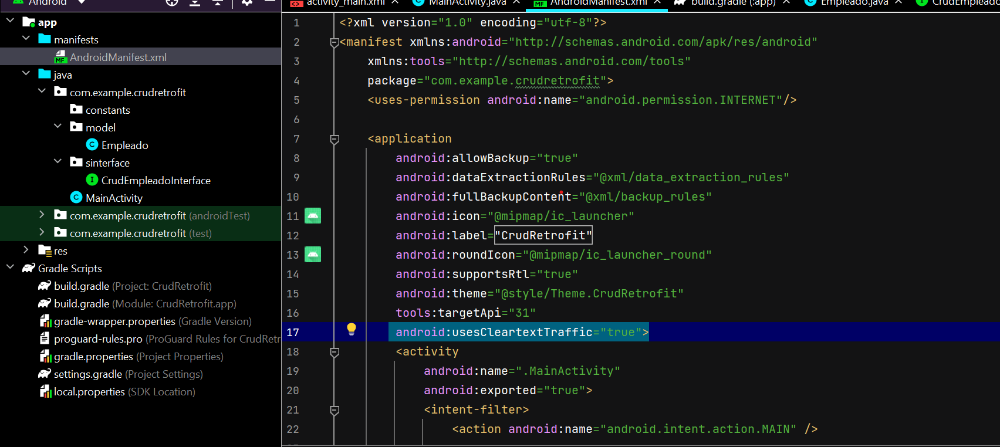 Android
app
manifests
AndroidManifest.xml
java
com.example.crudretrofit
constants
model
Empleado
sinterface
CrudEmpleadoInterface
MainActivity
com.example.crudretrofit (androidTest)
com.example.crudretrofit (test)
res
Gradle Scripts
build.gradle (Project: CrudRetrofit)
build.gradle (Module: CrudRetrofit.app)
gradle-wrapper.properties (Gradle Version)
proguard-rules.pro (ProGuard Rules for CrudRetr
gradle.properties (Project Properties)
settings.gradle (Project Settings)
local.properties (SDK Location)
activity_main.xml MainActivity.java AndroidManifest.xml build.gradle (:app) Empleado.java CrudEmpleado
1 <?xml version="1.0" encoding="utf-8"?>
2 <manifest xmlns:android="http://schemas.android.com/apk/res/android"
3 xmlns:tools="http://schemas.android.com/tools"
4 package="com.example.crudretrofit">
5 <uses-permission android:name="android.permission.INTERNET"/>
6
7 <application
8 android:allowBackup="true"
9 android:dataExtractionRules="@xml/data_extraction_rules"
10 android:fullBackupContent="@xml/backup_rules"
11 android:icon="@mipmap/ic_launcher"
12 android:label="CrudRetrofit"
13 android:roundIcon="@mipmap/ic_launcher_round"
14 android:supportsRtl="true"
15 android:theme="@style/Theme.CrudRetrofit"
16 tools:targetApi="31"
17 android:usesCleartextTraffic="true">
18 <activity
19 android:name=".MainActivity"
20 android:exported="true">
21 <intent-filter>
22 <action android:name="android.intent.action.MAIN" />